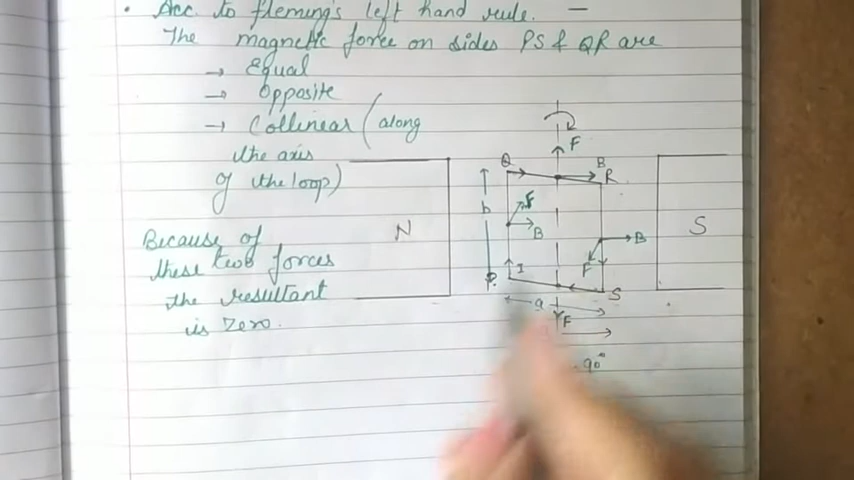 • Acc. to fleming's left hand rule. —
The magnetic force on sides PS & QR are
→ Equal
→ Opposite
→ Collinear (along
the axis
of the loop)
Because of
these two forces
the resultant
is zero.
N
S
F
Q
B
R
b
F
B
B
F
P
I
S
a
F
90°